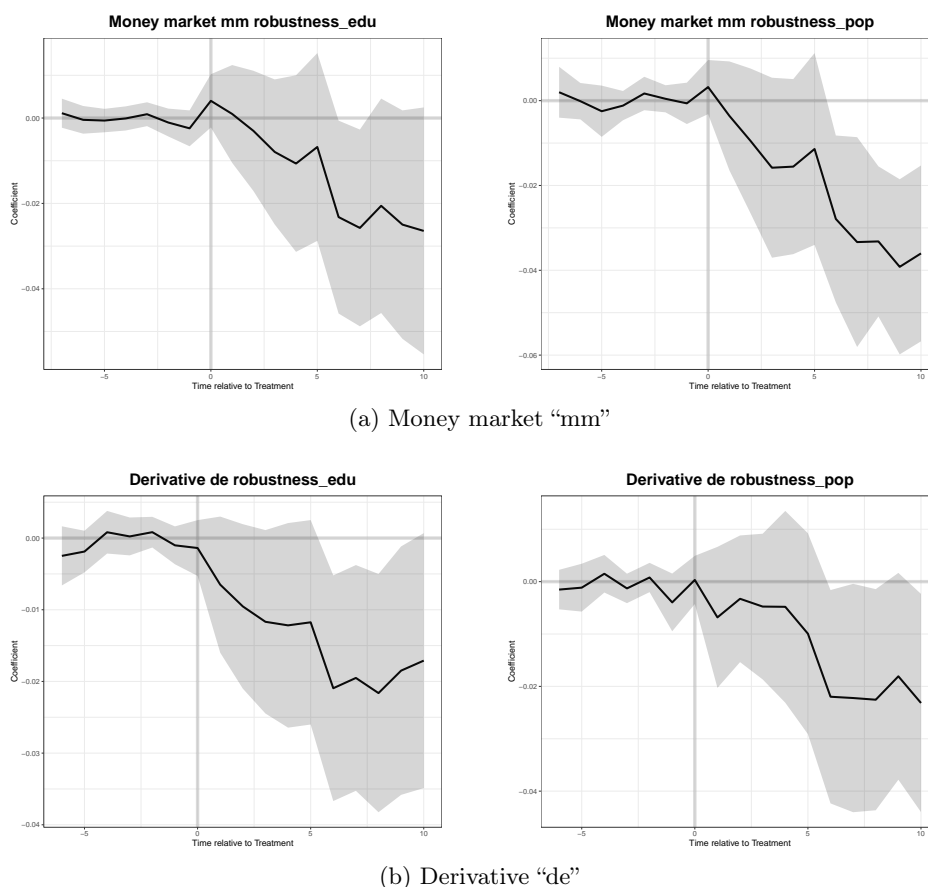 Money market mm robustness_edu
Money market mm robustness_pop
Coefficient
0.00
−0.02
−0.04
−5
0
5
10
Time relative to Treatment
Coefficient
0.00
−0.02
−0.04
−0.06
−5
0
5
10
Time relative to Treatment
(a) Money market “mm”
Derivative de robustness_edu
Derivative de robustness_pop
Coefficient
0.00
−0.01
−0.02
−0.03
−0.04
−5
0
5
10
Time relative to Treatment
Coefficient
0.00
−0.02
−0.04
−5
0
5
10
Time relative to Treatment
(b) Derivative “de”